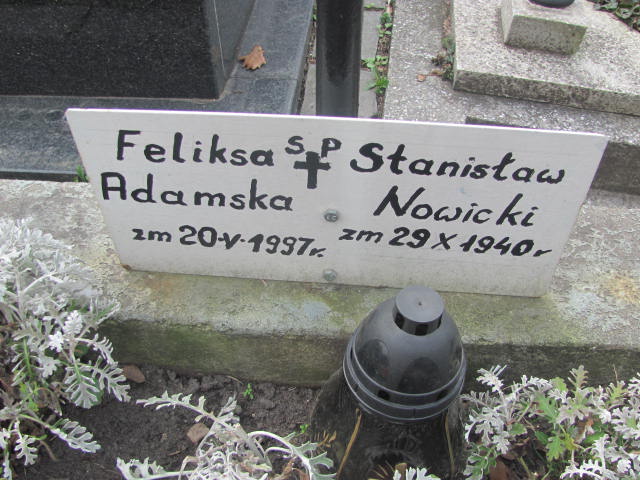 S P
Feliksa
Adamska
zm 20-V-1997r.
Stanisław
Nowicki
zm 29 X 1940r